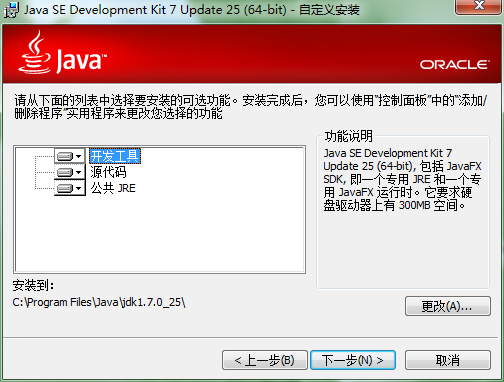 Java SE Development Kit 7 Update 25 (64-bit) - 自定义安装
Java™
ORACLE
请从下面的列表中选择要安装的可选功能。安装完成后，您可以使用“控制面板”中的“添加/
删除程序”实用程序来更改您选择的功能
开发工具
源代码
公共 JRE
功能说明
Java SE Development Kit 7
Update 25 (64-bit), 包括 JavaFX
SDK, 即一个专用 JRE 和一个专
用 JavaFX 运行时。它要求硬
盘驱动器上有 300MB 空间。
安装到:
C:\Program Files\Java\jdk1.7.0_25\
更改(A)...
< 上一步(B)
下一步(N) >
取消